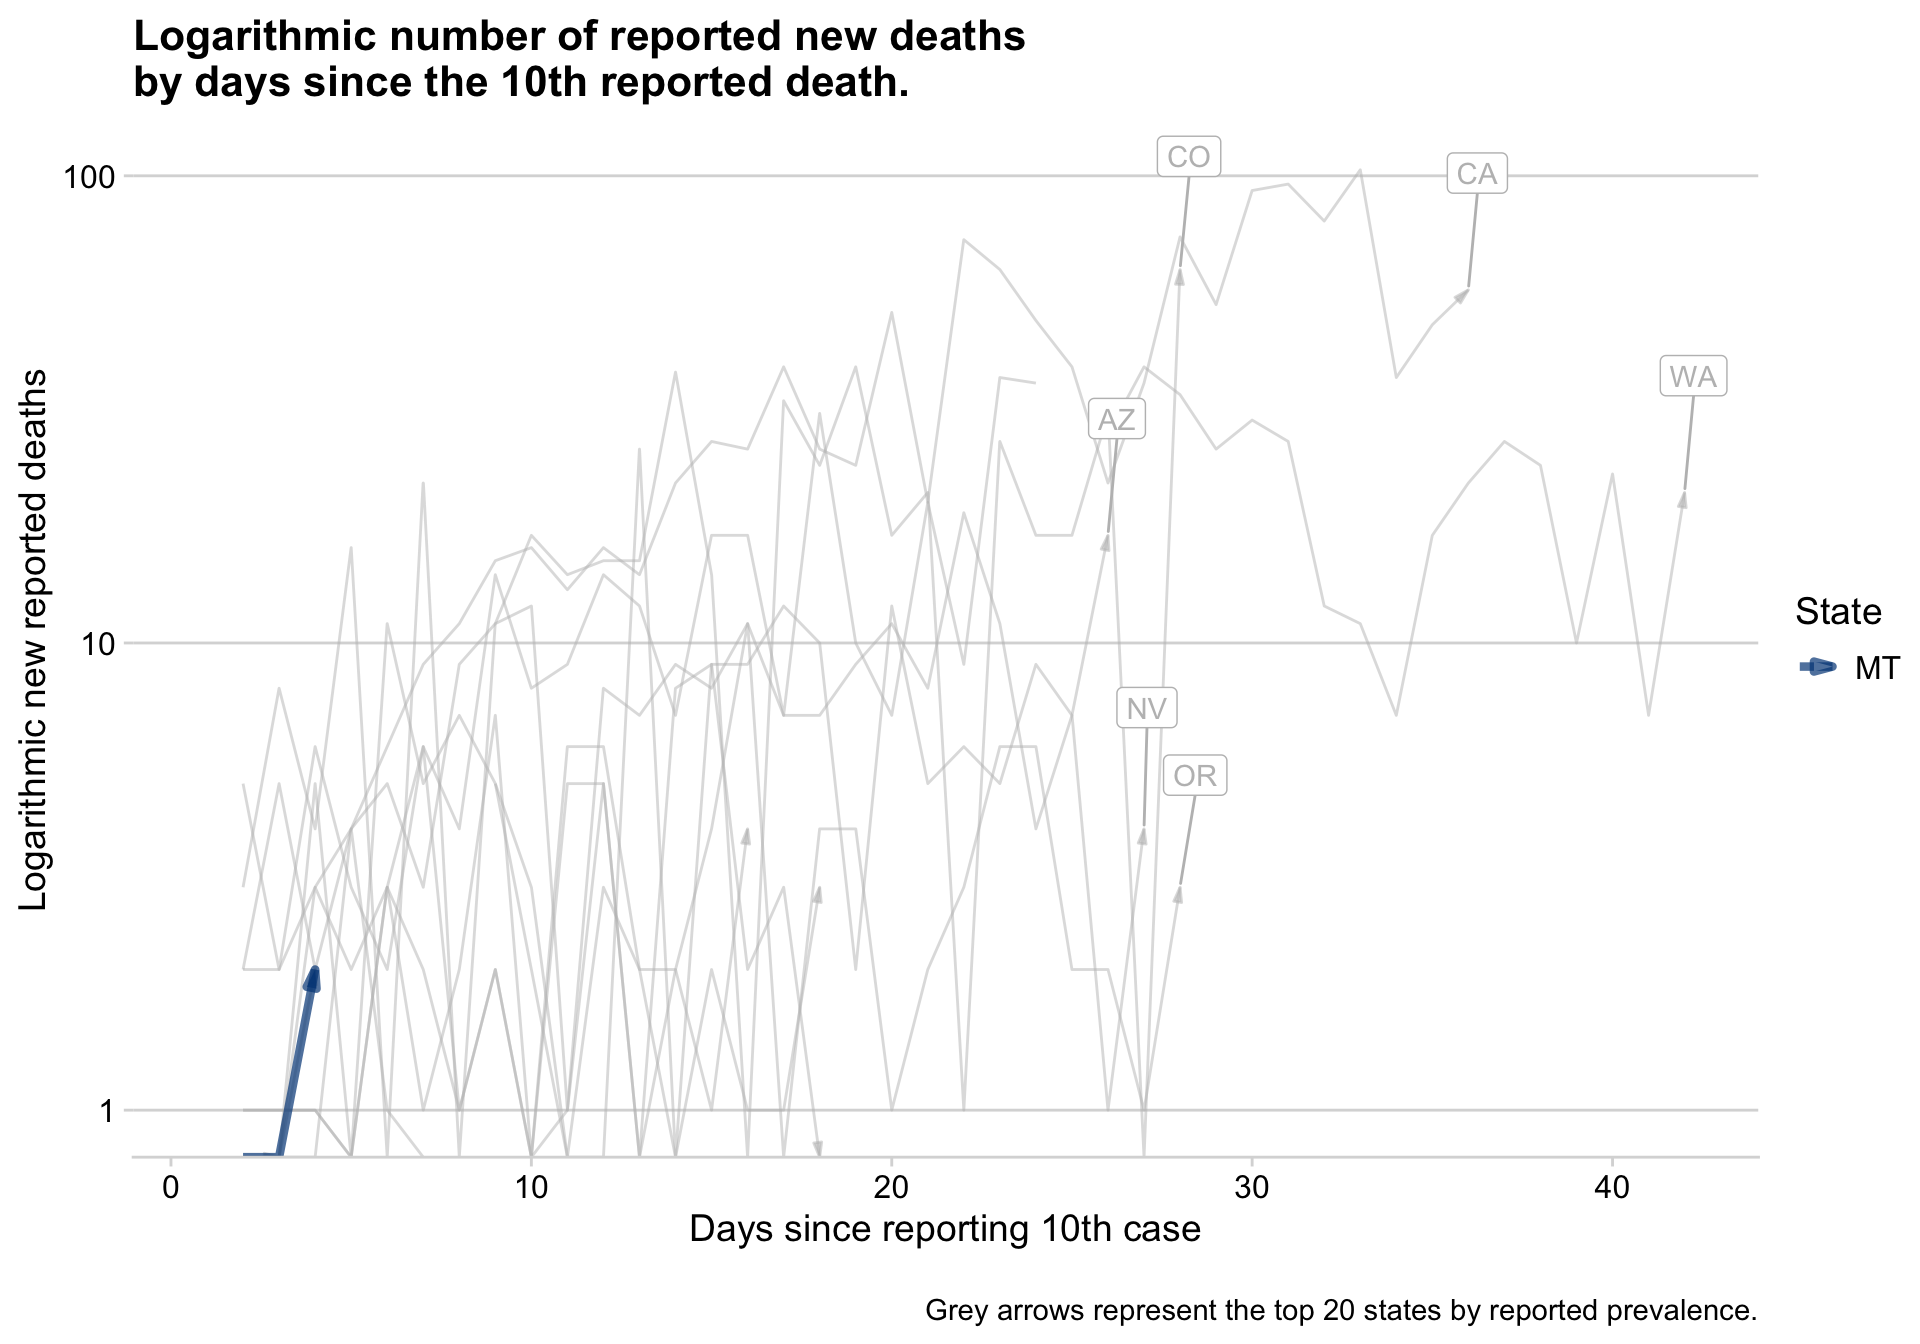 Logarithmic number of reported new deaths
by days since the 10th reported death.
Logarithmic new reported deaths
100
10
1
CO
CA
WA
AZ
NV
OR
State
MT
0 10 20 30 40
Days since reporting 10th case
Grey arrows represent the top 20 states by reported prevalence.